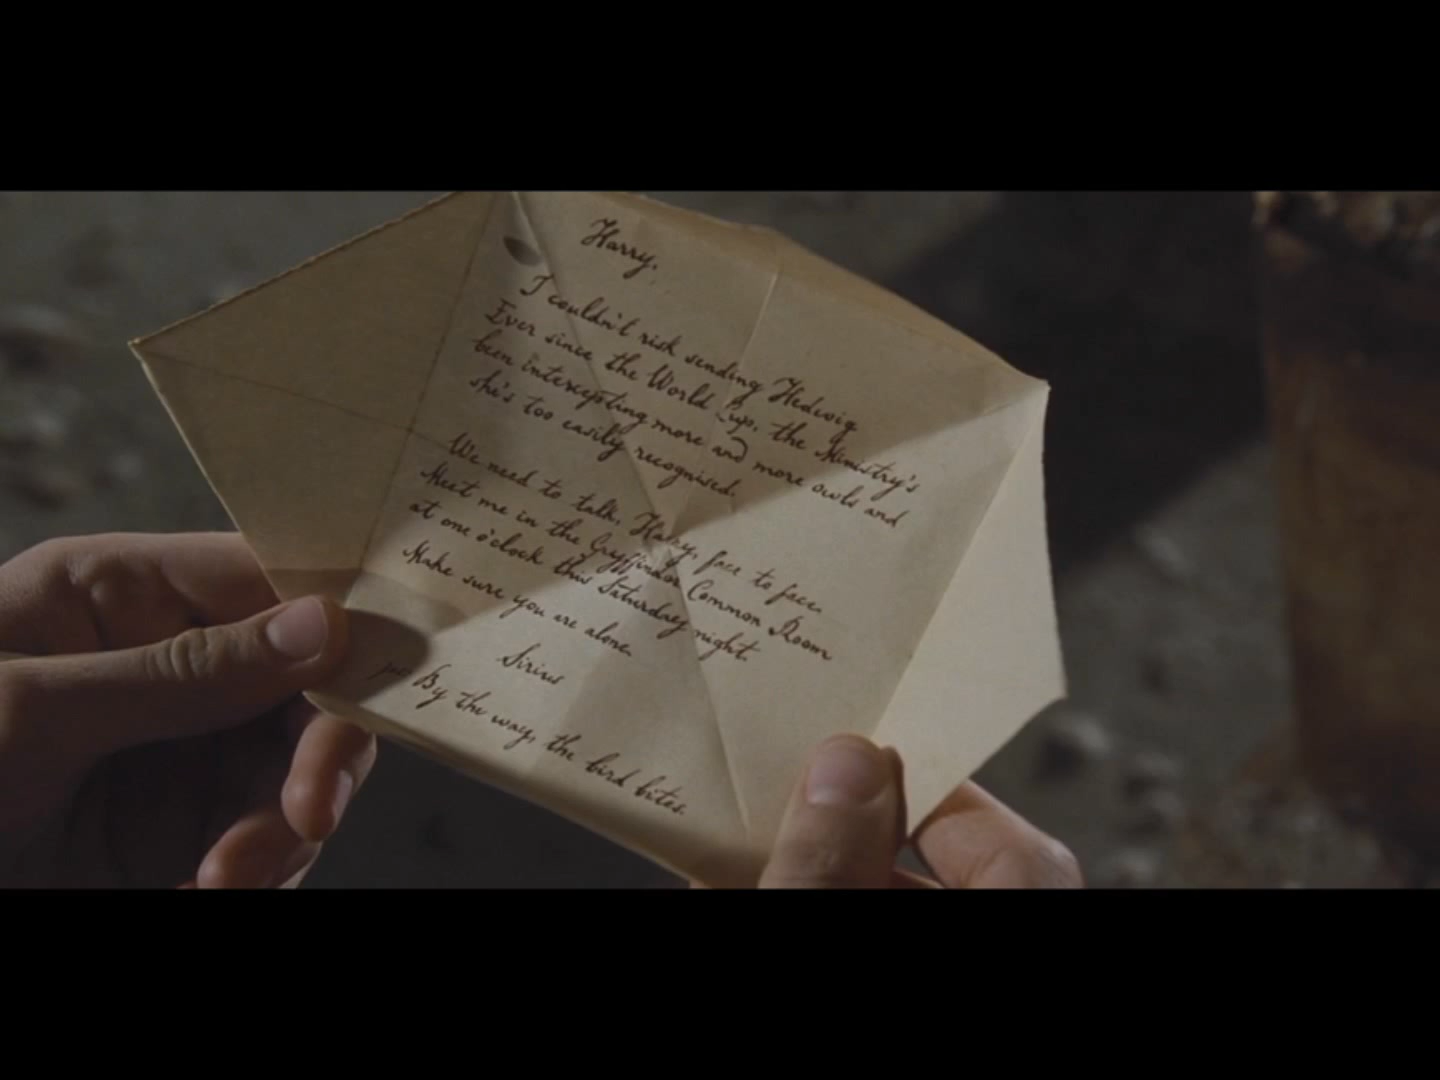 Harry,
I couldn't risk sending Hedwig
Ever since the World Cup, the Ministry's
been intercepting more and more owls and
she's too easily recognised.
We need to talk, Harry, face to face.
Meet me in the Gryffindor Common Room
at one o'clock this Saturday night.
Make sure you are alone.
Sirius
By the way, the bird bites.